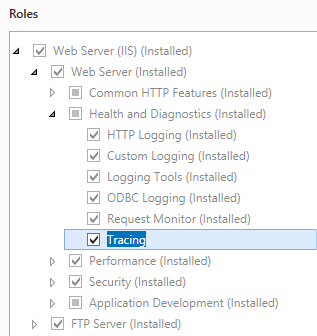 Roles
Web Server (IIS) (Installed)
Web Server (Installed)
Common HTTP Features (Installed)
Health and Diagnostics (Installed)
HTTP Logging (Installed)
Custom Logging (Installed)
Logging Tools (Installed)
ODBC Logging (Installed)
Request Monitor (Installed)
Tracing
Performance (Installed)
Security (Installed)
Application Development (Installed)
FTP Server (Installed)